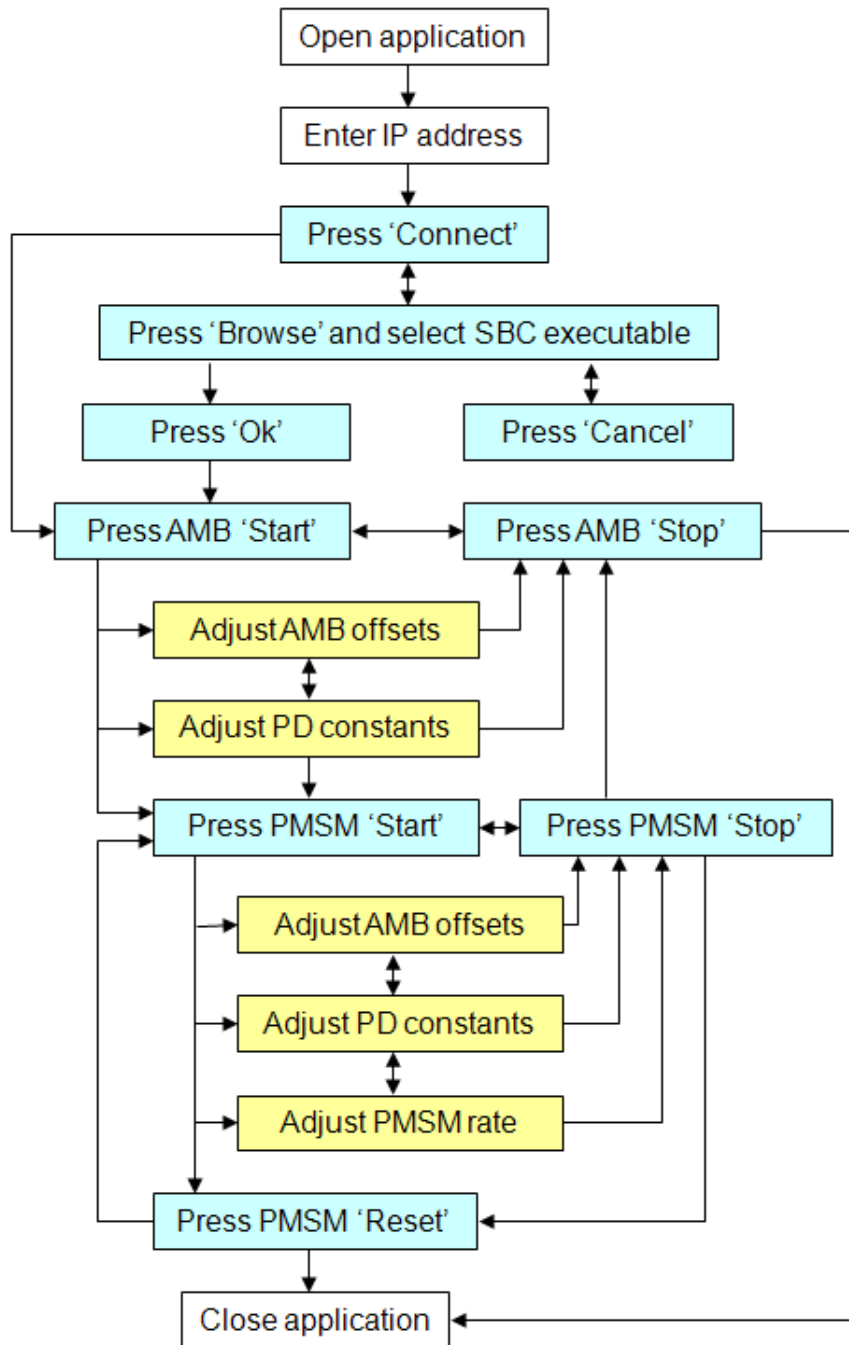 Open application
Enter IP address
Press ‘Connect’
Press ‘Browse’ and select SBC executable
Press ‘Ok’
Press ‘Cancel’
Press AMB ‘Start’
Press AMB ‘Stop’
Adjust AMB offsets
Adjust PD constants
Press PMSM ‘Start’
Press PMSM ‘Stop’
Adjust AMB offsets
Adjust PD constants
Adjust PMSM rate
Press PMSM ‘Reset’
Close application